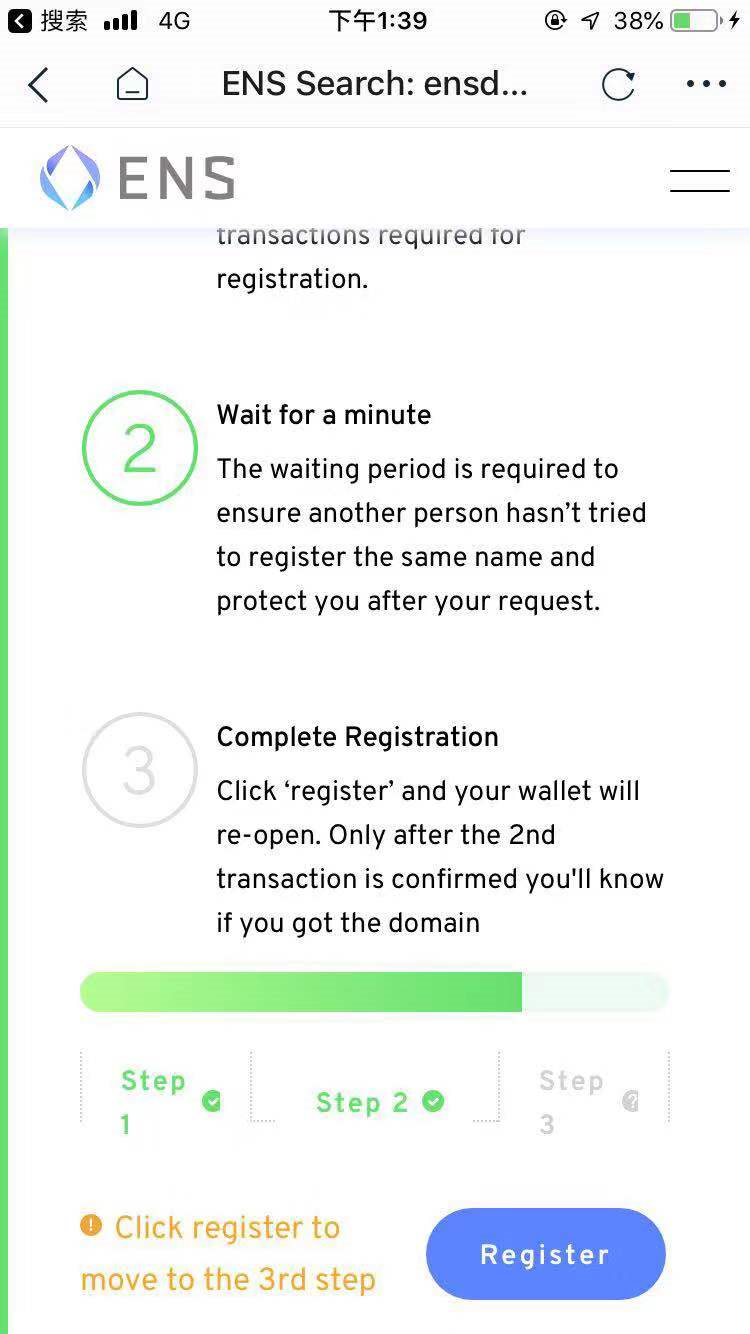 搜索 4G 下午1:39 38%
ENS Search: ensd...
ENS
transactions required for
registration.
2
Wait for a minute
The waiting period is required to
ensure another person hasn’t tried
to register the same name and
protect you after your request.
3
Complete Registration
Click ‘register’ and your wallet will
re-open. Only after the 2nd
transaction is confirmed you'll know
if you got the domain
Step
1
Step 2
Step
3
Click register to
move to the 3rd step
Register